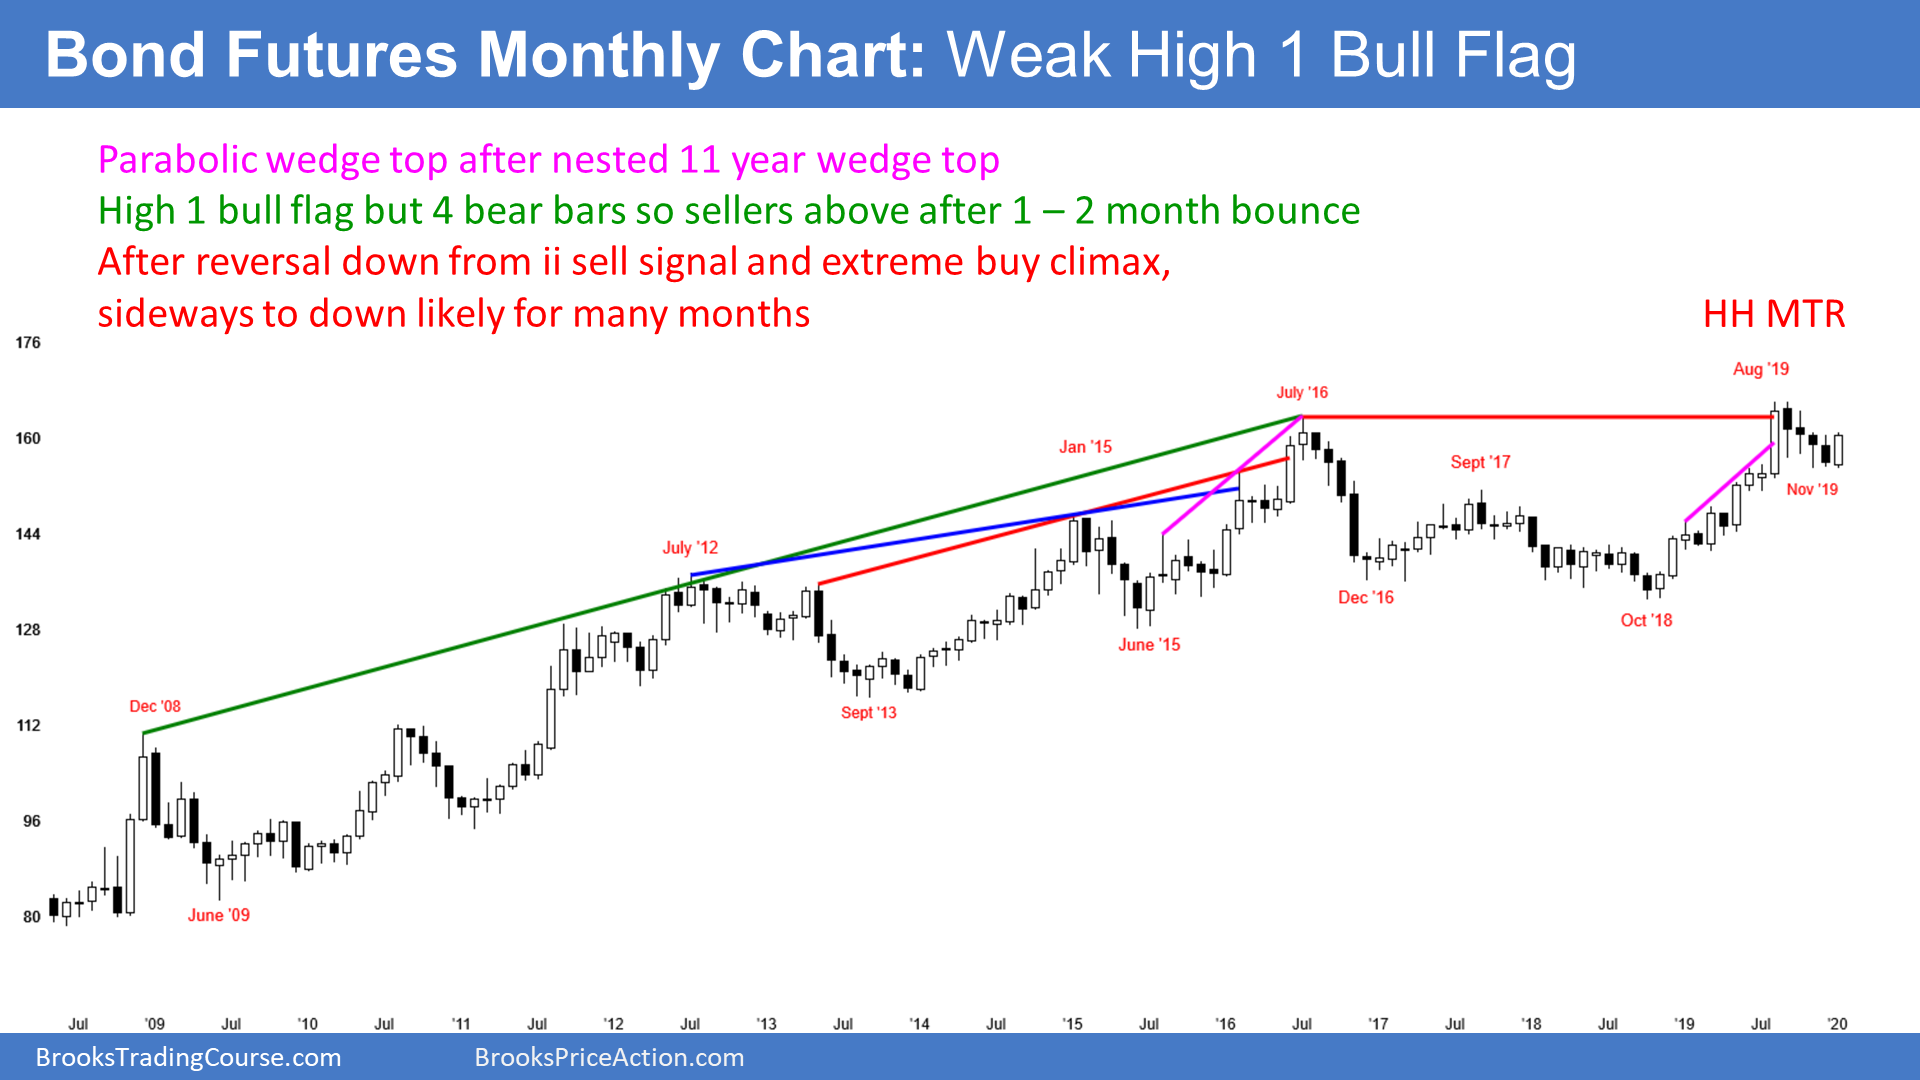 Bond Futures Monthly Chart: Weak High 1 Bull Flag
Parabolic wedge top after nested 11 year wedge top
High 1 bull flag but 4 bear bars so sellers above after 1 – 2 month bounce
After reversal down from ii sell signal and extreme buy climax,
sideways to down likely for many months
HH MTR
176
Aug '19
July '16
160
Jan '15
Sept '17
Nov '19
144
July '12
Dec '16
128
Oct '18
June '15
Dec '08
Sept '13
112
96
80
June '09
Jul '09 Jul '10 Jul '11 Jul '12 Jul '13 Jul '14 Jul '15 Jul '16 Jul '17 Jul '18 Jul '19 Jul '20
BrooksTradingCourse.com BrooksPriceAction.com